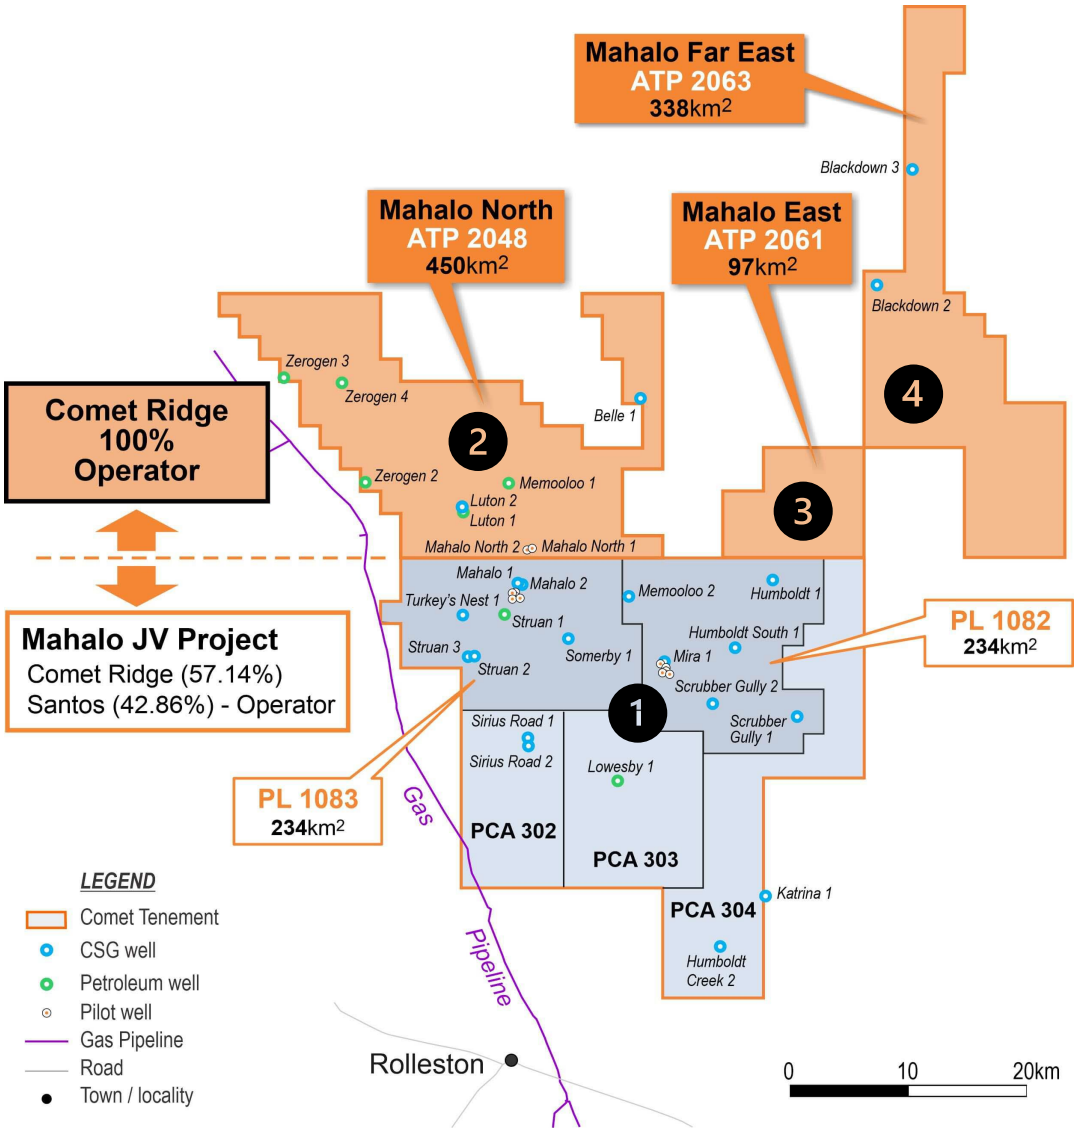 Mahalo Far East
ATP 2063
338km²
Blackdown 3
Mahalo North
ATP 2048
450km²
Mahalo East
ATP 2061
97km²
Blackdown 2
Zerogen 3
Zerogen 4
Belle 1
4
Comet Ridge
100%
Operator
2
Zerogen 2
Memooloo 1
Luton 2
Luton 1
3
Mahalo North 2
Mahalo North 1
Mahalo 1
Mahalo 2
Memooloo 2
Humboldt 1
Turkey's Nest 1
Struan 1
Mahalo JV Project
Comet Ridge (57.14%)
Santos (42.86%) - Operator
Struan 3
Struan 2
Somerby 1
Humboldt South 1
Mira 1
PL 1082
234km²
Scrubber Gully 2
Scrubber
Gully 1
1
Sirius Road 1
Sirius Road 2
Lowesby 1
PL 1083
234km²
Gas
Pipeline
PCA 302
PCA 303
PCA 304
Katrina 1
Humboldt
Creek 2
LEGEND
Comet Tenement
CSG well
Petroleum well
Pilot well
Gas Pipeline
Road
Town / locality
Rolleston
0 10 20km